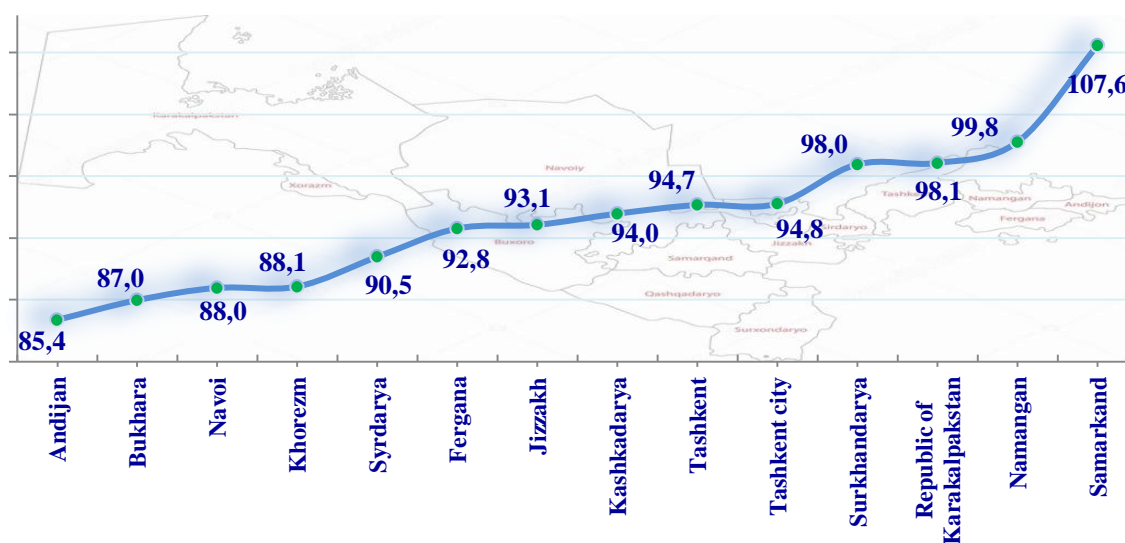 107,6
99,8
98,0
98,1
94,7
94,8
93,1
94,0
92,8
90,5
88,1
88,0
87,0
85,4
Karakalpakstan
Xorazm
Navoiy
Buxoro
Samarqand
Qashqadaryo
Surxondaryo
Jizzakh
Namangan
Andijon
Fergana
Andijan
Bukhara
Navoi
Khorezm
Syrdarya
Fergana
Jizzakh
Kashkadarya
Tashkent
Tashkent city
Surkhandarya
Republic of
Karakalpakstan
Namangan
Samarkand